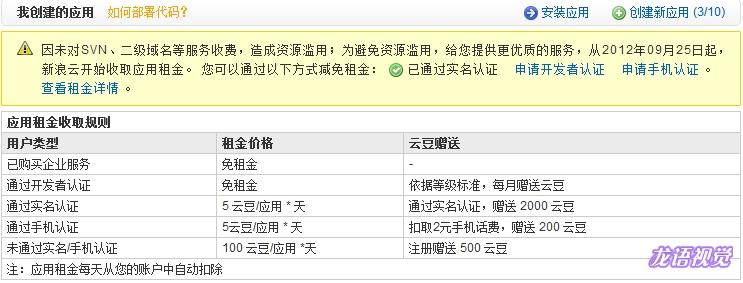 我创建的应用 如何部署代码? 安装应用 创建新应用 (3/10)
因未对SVN、二级域名等服务收费，造成资源滥用；为避免资源滥用，给您提供更优质的服务，从2012年09月25日起，
新浪云开始收取应用租金。 您可以通过以下方式减免租金： 已通过实名认证 申请开发者认证 申请手机认证 。
查看租金详情 。
应用租金收取规则
用户类型 租金价格 云豆赠送
已购买企业服务 免租金 -
通过开发者认证 免租金 依据等级标准，每月赠送云豆
通过实名认证 5 云豆/应用 * 天 通过实名认证，赠送 2000 云豆
通过手机认证 5云豆/应用 * 天 扣取2元手机话费，赠送 200 云豆
未通过实名/手机认证 100 云豆/应用 *天 注册赠送 500 云豆
注：应用租金每天从您的账户中自动扣除
龙语视觉